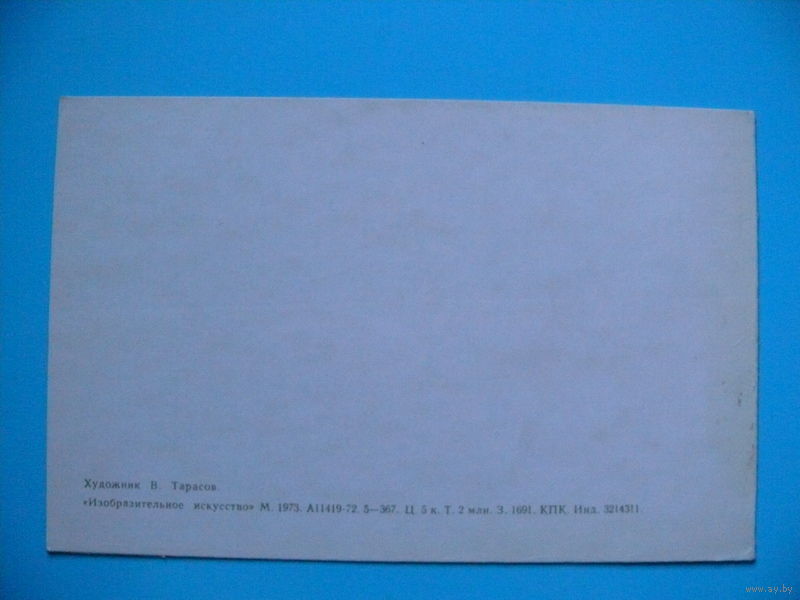 Художник В. Тарасов.
«Изобразительное искусство» М. 1973. А11419-72. 5—367. Ц. 5 к. Т. 2 млн. З. 1691. КПК. Инд. 3214311.
www.ay.by